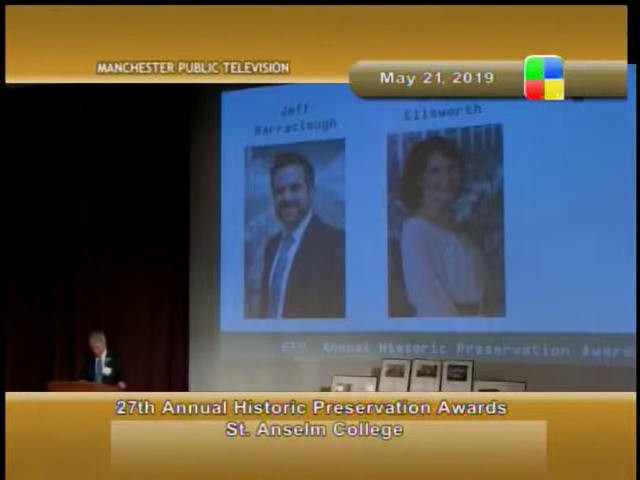 MANCHESTER PUBLIC TELEVISION
May 21, 2019
Jeff
Barraclough
Ellsworth
Annual Historic Preservation Award
27th Annual Historic Preservation Awards
St. Anselm College